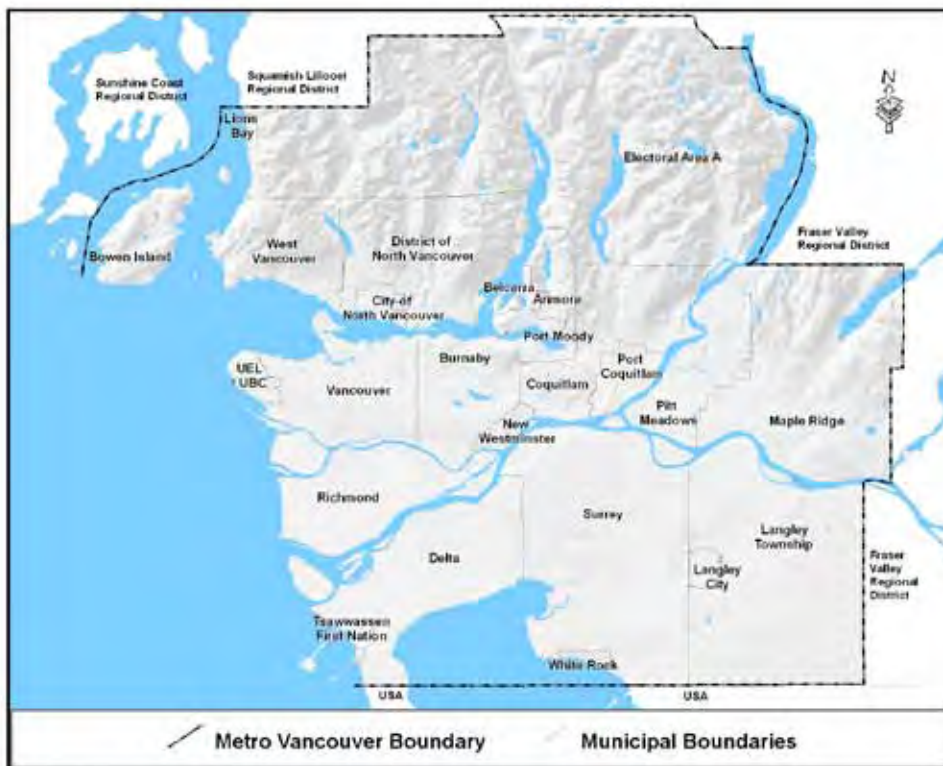 Sunshine Coast
Regional District
Squamish Lillooet
Regional District
Lions
Bay
N
Electoral Area A
Fraser Valley
Regional District
Bowen Island
West
Vancouver
District of
North Vancouver
Belcarra
Anmore
City of
North Vancouver
Port Moody
Burnaby
Port
Coquitlam
UEL
UBC
Vancouver
Coquitlam
Pitt
Meadows
Maple Ridge
New
Westminster
Richmond
Surrey
Langley
Township
Delta
Langley
City
Fraser
Valley
Regional
District
Tsawwassen
First Nation
White Rock
USA
USA
Metro Vancouver Boundary
Municipal Boundaries